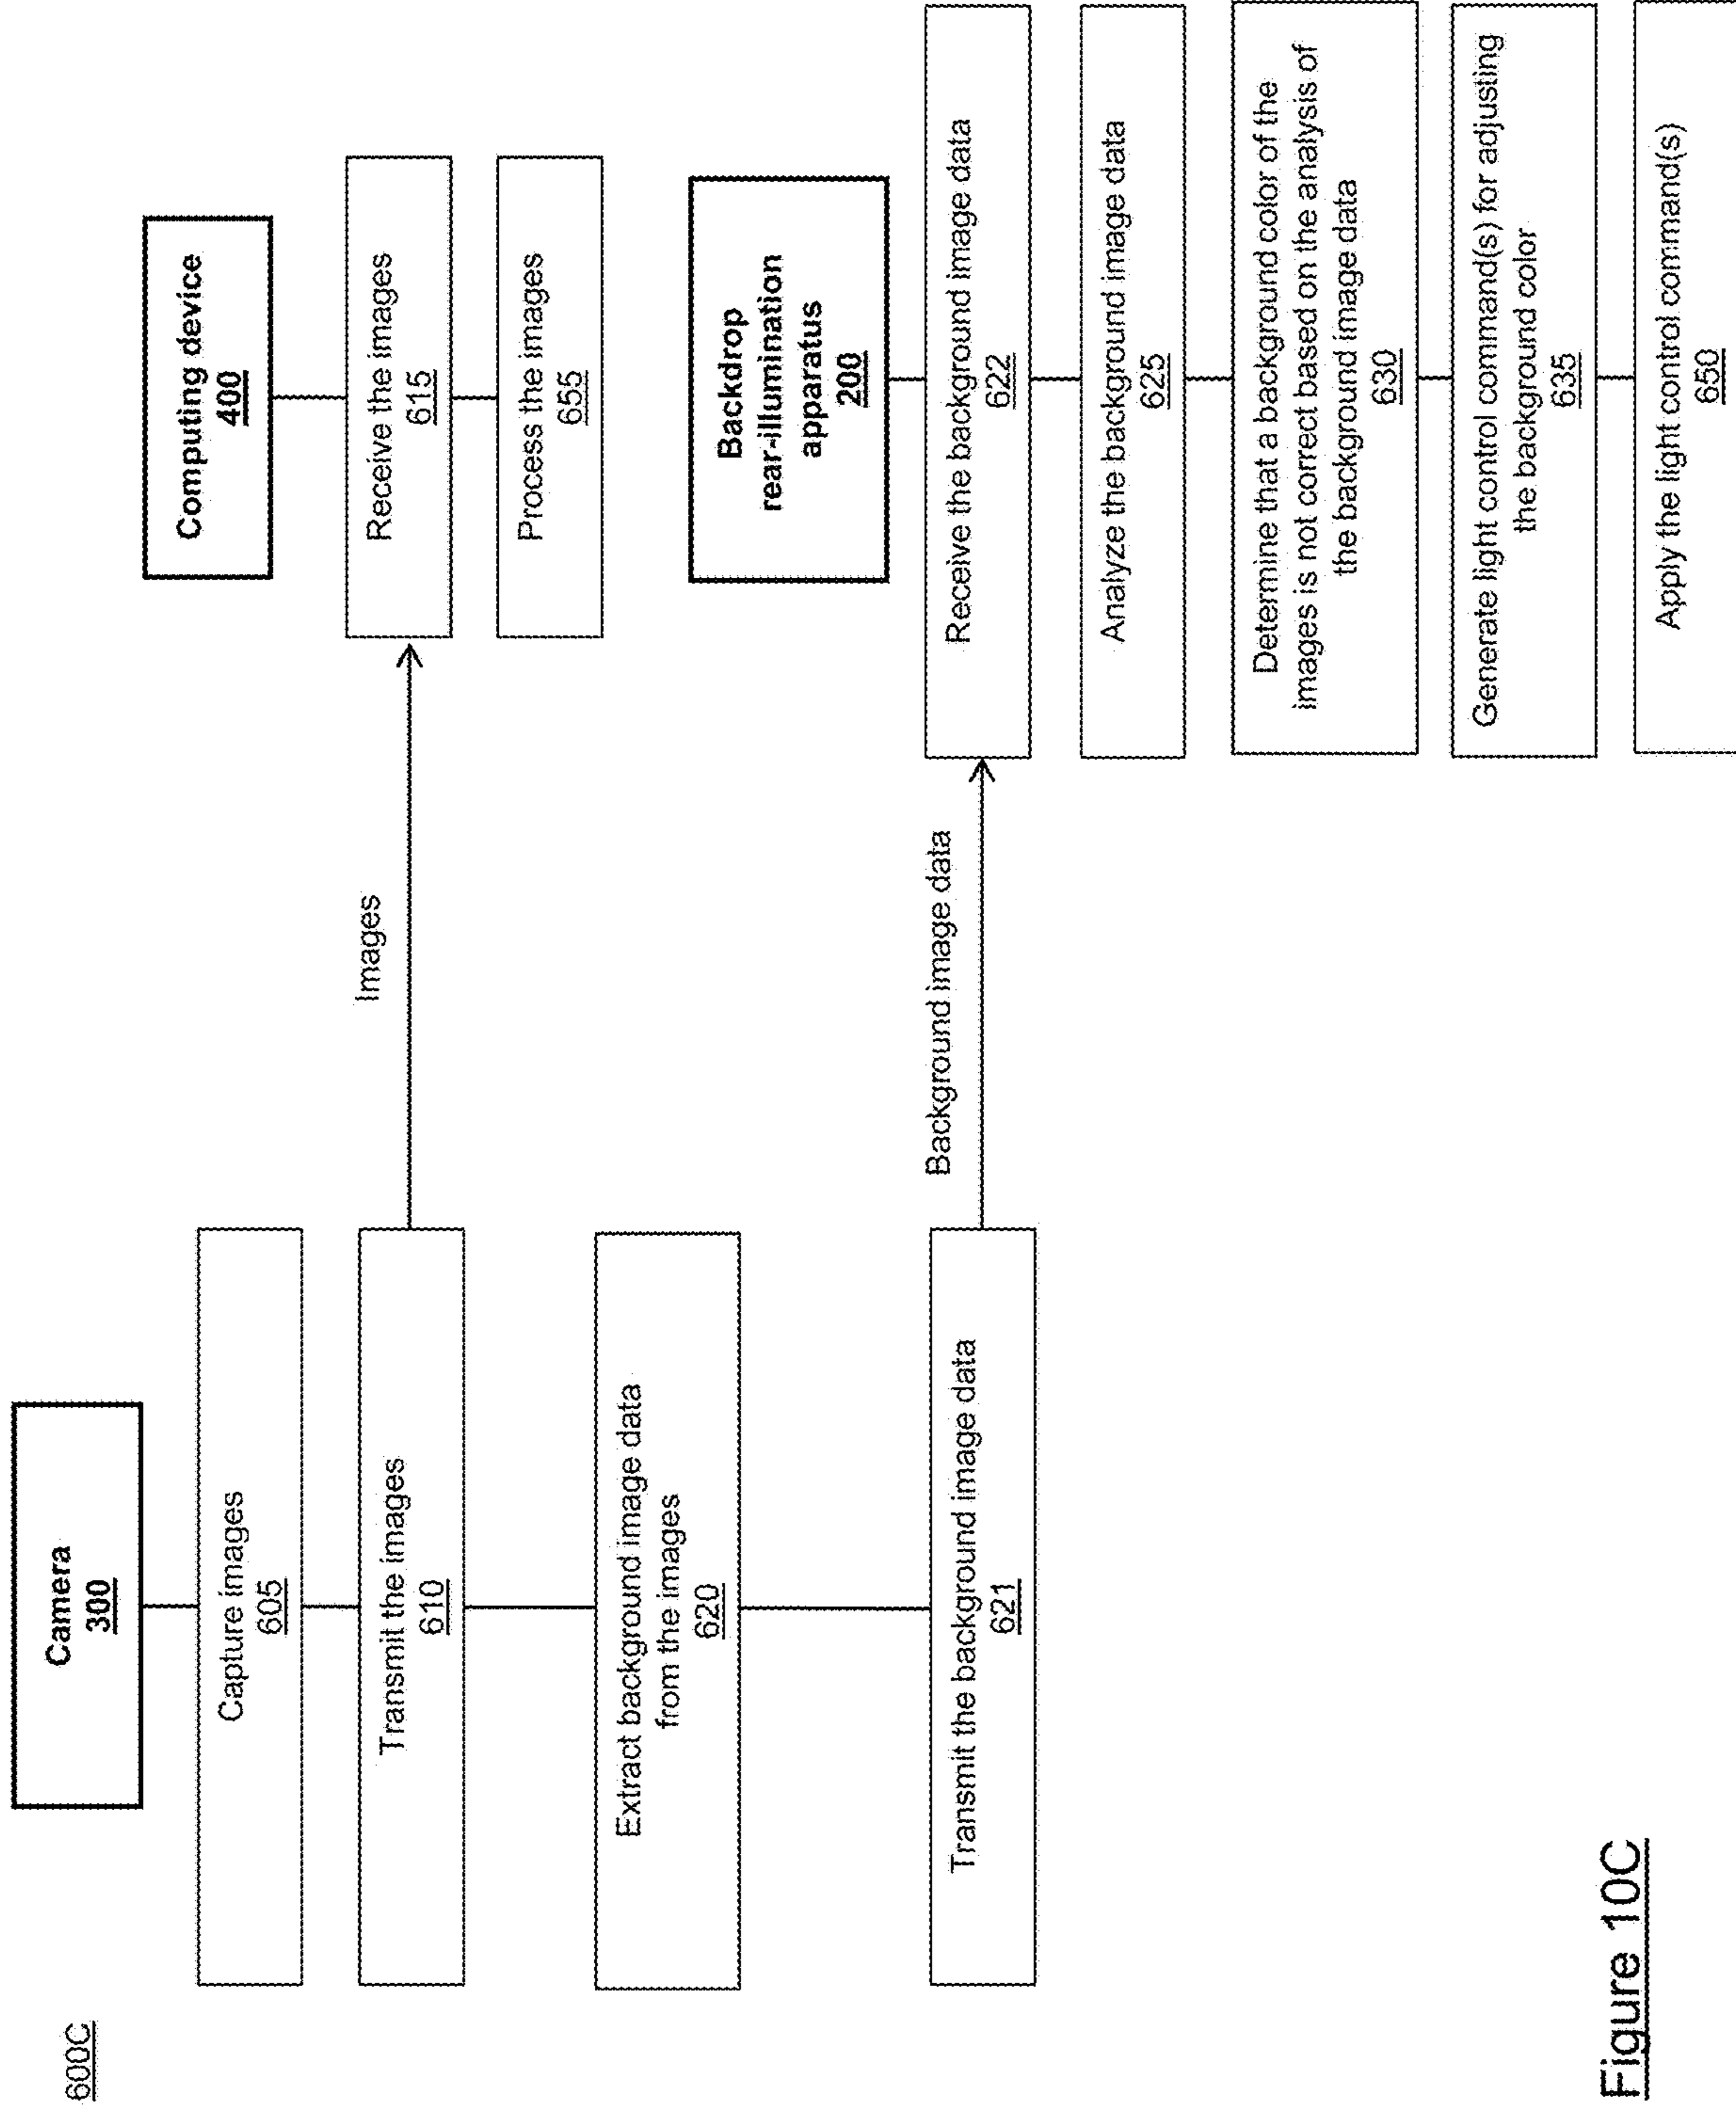 600C
Camera
300
Capture images
605
Transmit the images
610
Extract background image data
from the images
620
Transmit the background image data
621
Images
Background image data
Computing device
400
Receive the images
615
Process the images
655
Backdrop
rear-illumination
apparatus
200
Receive the background image data
622
Analyze the background image data
625
Determine that a background color of the
images is not correct based on the analysis of
the background image data
630
Generate light control command(s) for adjusting
the background color
635
Apply the light control command(s)
650
Figure 10C